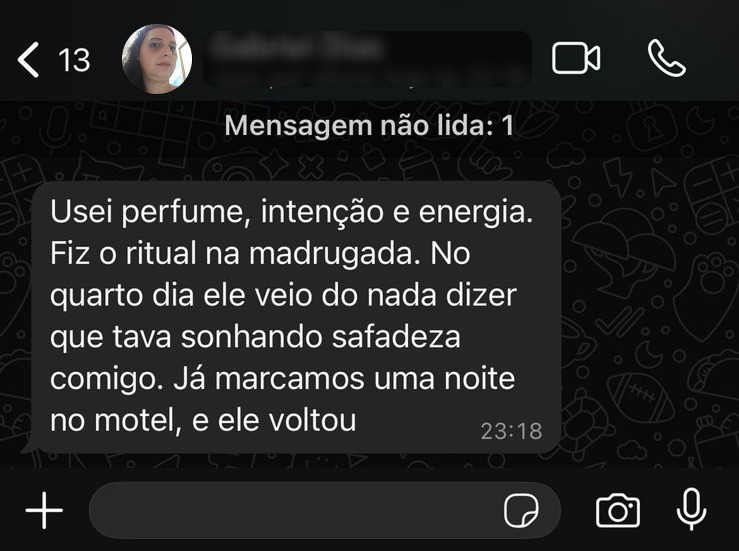 13
Mensagem não lida: 1
Usei perfume, intenção e energia.
Fiz o ritual na madrugada. No
quarto dia ele veio do nada dizer
que tava sonhando safadeza
comigo. Já marcamos uma noite
no motel, e ele voltou
23:18